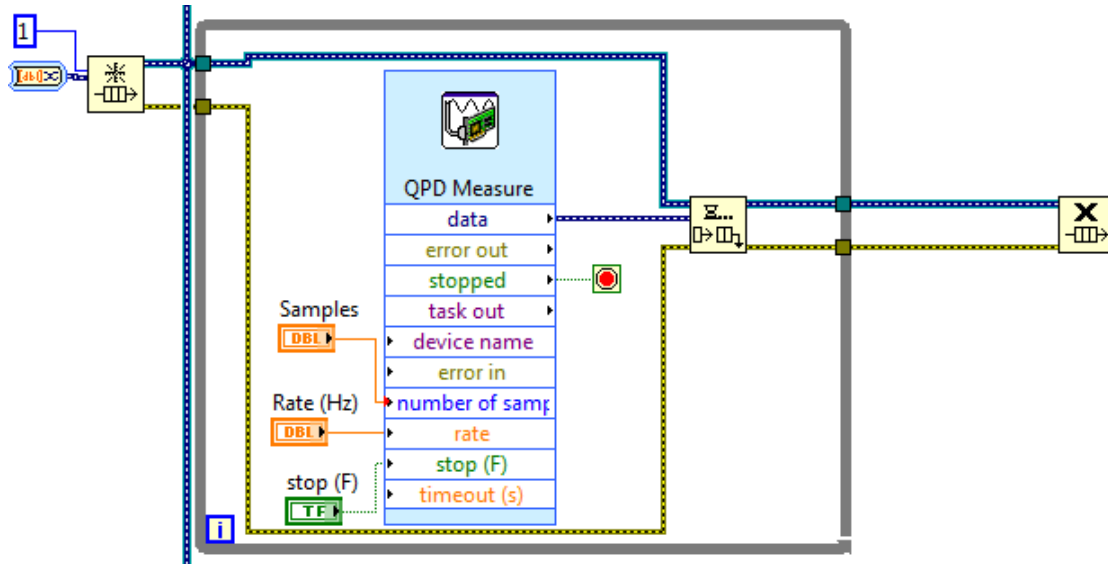 1
[dbl]
QPD Measure
data
error out
stopped
task out
device name
error in
number of samp
rate
stop (F)
timeout (s)
Samples
DBL
Rate (Hz)
DBL
stop (F)
TF
i